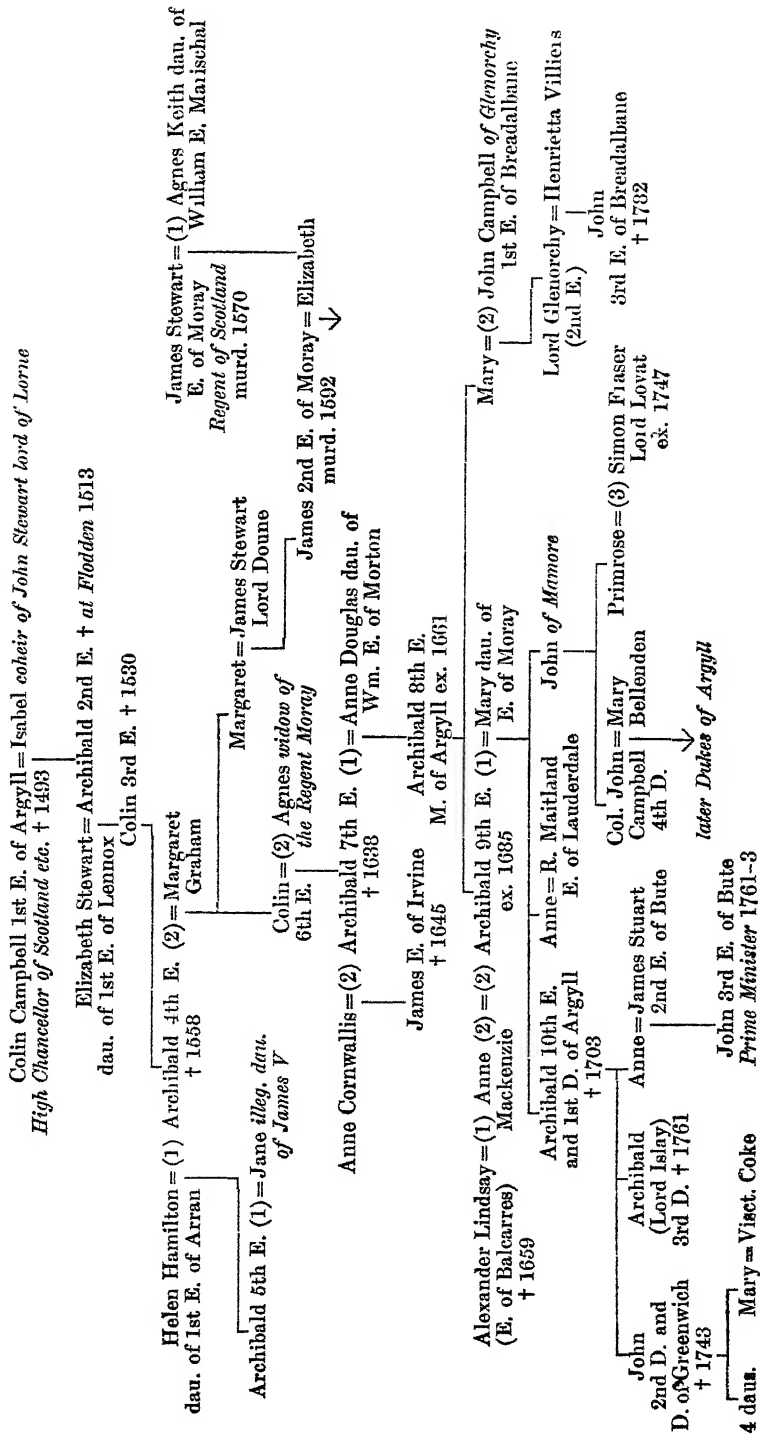 Colin Campbell 1st E. of Argyll=Isabel coheir of John Stewart lord of Lorne
High Chancellor of Scotland etc. † 1493
Elizabeth Stewart=Archibald 2nd E. † at Flodden 1513
dau. of 1st E. of Lennox
Colin 3rd E. † 1530
Helen Hamilton=(1) Archibald 4th E. (2)=Margaret
dau. of 1st E. of Arran † 1558 Graham
James Stewart=(1) Agnes Keith dau. of
E. of Moray William E. Marischal
Regent of Scotland
murd. 1570
Archibald 5th E. (1)=Jane illeg. dau.
of James V
Margaret=James Stewart
Lord Doune
Colin=(2) Agnes widow of
6th E. the Regent Moray
James 2nd E. of Moray=Elizabeth
murd. 1592
Anne Cornwallis=(2) Archibald 7th E. (1)=Anne Douglas dau. of
† 1638 Wm. E. of Morton
James E. of Irvine
† 1645
Archibald 8th E.
M. of Argyll ex. 1661
Alexander Lindsay=(1) Anne (2)=(2) Archibald 9th E. (1)=Mary dau. of
(E. of Balcarres) Mackenzie ex. 1685 E. of Moray
† 1659
Mary=(2) John Campbell of Glenorchy
1st E. of Breadalbane
Archibald 10th E.
and 1st D. of Argyll
† 1703
Anne=R. Maitland
E. of Lauderdale
John of Mamore
Lord Glenorchy=Henrietta Villiers
(2nd E.)
John
2nd D. and
D. of Greenwich
† 1743
Archibald
(Lord Islay)
3rd D. † 1761
Anne=James Stuart
2nd E. of Bute
Col. John=Mary
Campbell Bellenden
4th D.
Primrose=(3) Simon Fraser
Lord Lovat
ex. 1747
John
3rd E. of Breadalbane
† 1782
4 daus. Mary=Visct. Coke
John 3rd E. of Bute
Prime Minister 1761-3
later Dukes of Argyll